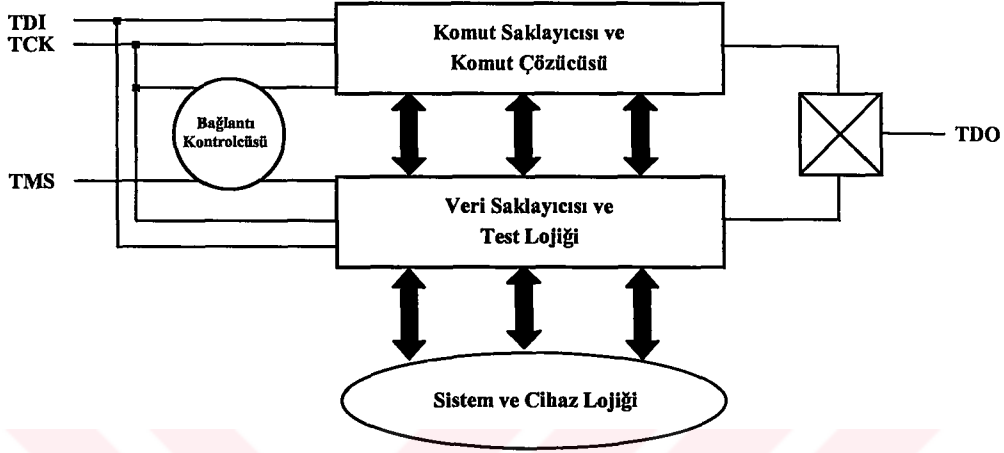 TDI
TCK
TMS
Komut Saklayıcısı ve
Komut Çözücüsü
Bağlantı
Kontrolcüsü
Veri Saklayıcısı ve
Test Lojiği
TDO
Sistem ve Cihaz Lojiği